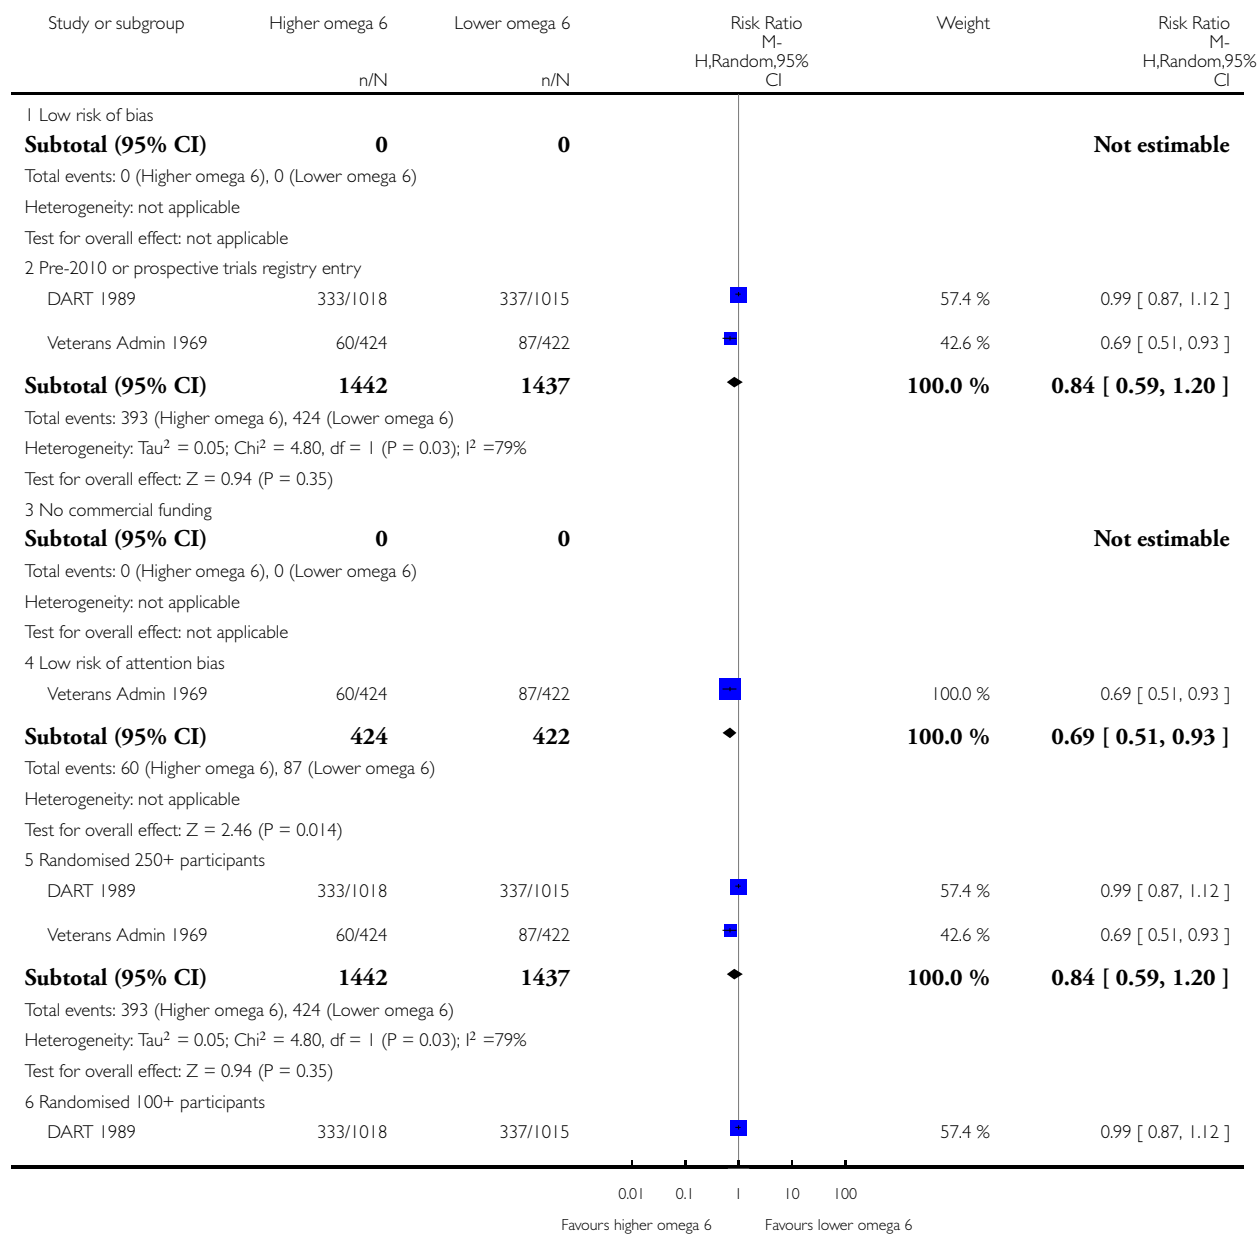 Study or subgroup Higher omega 6 Lower omega 6 Risk Ratio Weight Risk Ratio
M-
H,Random,95%
CI
M-
H,Random,95%
CI
n/N n/N
1 Low risk of bias
Subtotal (95% CI) 0 0 Not estimable
Total events: 0 (Higher omega 6), 0 (Lower omega 6)
Heterogeneity: not applicable
Test for overall effect: not applicable
2 Pre-2010 or prospective trials registry entry
DART 1989 333/1018 337/1015 57.4 % 0.99 [ 0.87, 1.12 ]
Veterans Admin 1969 60/424 87/422 42.6 % 0.69 [ 0.51, 0.93 ]
Subtotal (95% CI) 1442 1437 100.0 % 0.84 [ 0.59, 1.20 ]
Total events: 393 (Higher omega 6), 424 (Lower omega 6)
Heterogeneity: Tau² = 0.05; Chi² = 4.80, df = 1 (P = 0.03); I² =79%
Test for overall effect: Z = 0.94 (P = 0.35)
3 No commercial funding
Subtotal (95% CI) 0 0 Not estimable
Total events: 0 (Higher omega 6), 0 (Lower omega 6)
Heterogeneity: not applicable
Test for overall effect: not applicable
4 Low risk of attention bias
Veterans Admin 1969 60/424 87/422 100.0 % 0.69 [ 0.51, 0.93 ]
Subtotal (95% CI) 424 422 100.0 % 0.69 [ 0.51, 0.93 ]
Total events: 60 (Higher omega 6), 87 (Lower omega 6)
Heterogeneity: not applicable
Test for overall effect: Z = 2.46 (P = 0.014)
5 Randomised 250+ participants
DART 1989 333/1018 337/1015 57.4 % 0.99 [ 0.87, 1.12 ]
Veterans Admin 1969 60/424 87/422 42.6 % 0.69 [ 0.51, 0.93 ]
Subtotal (95% CI) 1442 1437 100.0 % 0.84 [ 0.59, 1.20 ]
Total events: 393 (Higher omega 6), 424 (Lower omega 6)
Heterogeneity: Tau² = 0.05; Chi² = 4.80, df = 1 (P = 0.03); I² =79%
Test for overall effect: Z = 0.94 (P = 0.35)
6 Randomised 100+ participants
DART 1989 333/1018 337/1015 57.4 % 0.99 [ 0.87, 1.12 ]
0.01 0.1 1 10 100
Favours higher omega 6 Favours lower omega 6